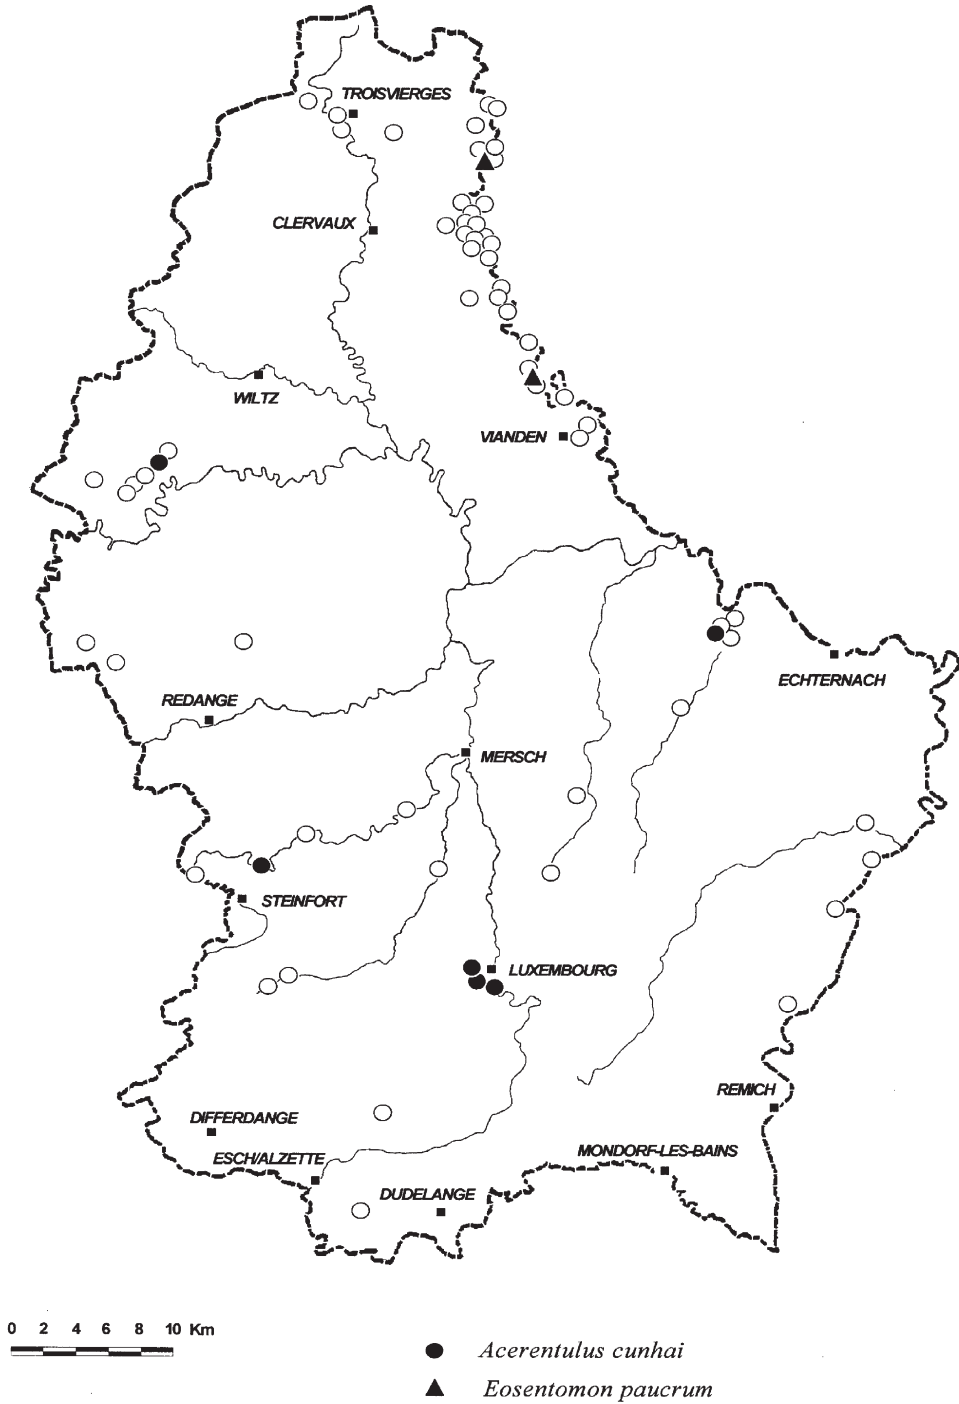 TROISVIERGES
CLERVAUX
WILTZ
VIANDEN
ECHTERNACH
REDANGE
MERSCH
STEINFORT
LUXEMBOURG
REMICH
DIFFERDANGE
MONDORF-LES-BAINS
ESCH/ALZETTE
DUDELANGE
0 2 4 6 8 10 Km
Acerentulus cunhai
Eosentomon paucrum